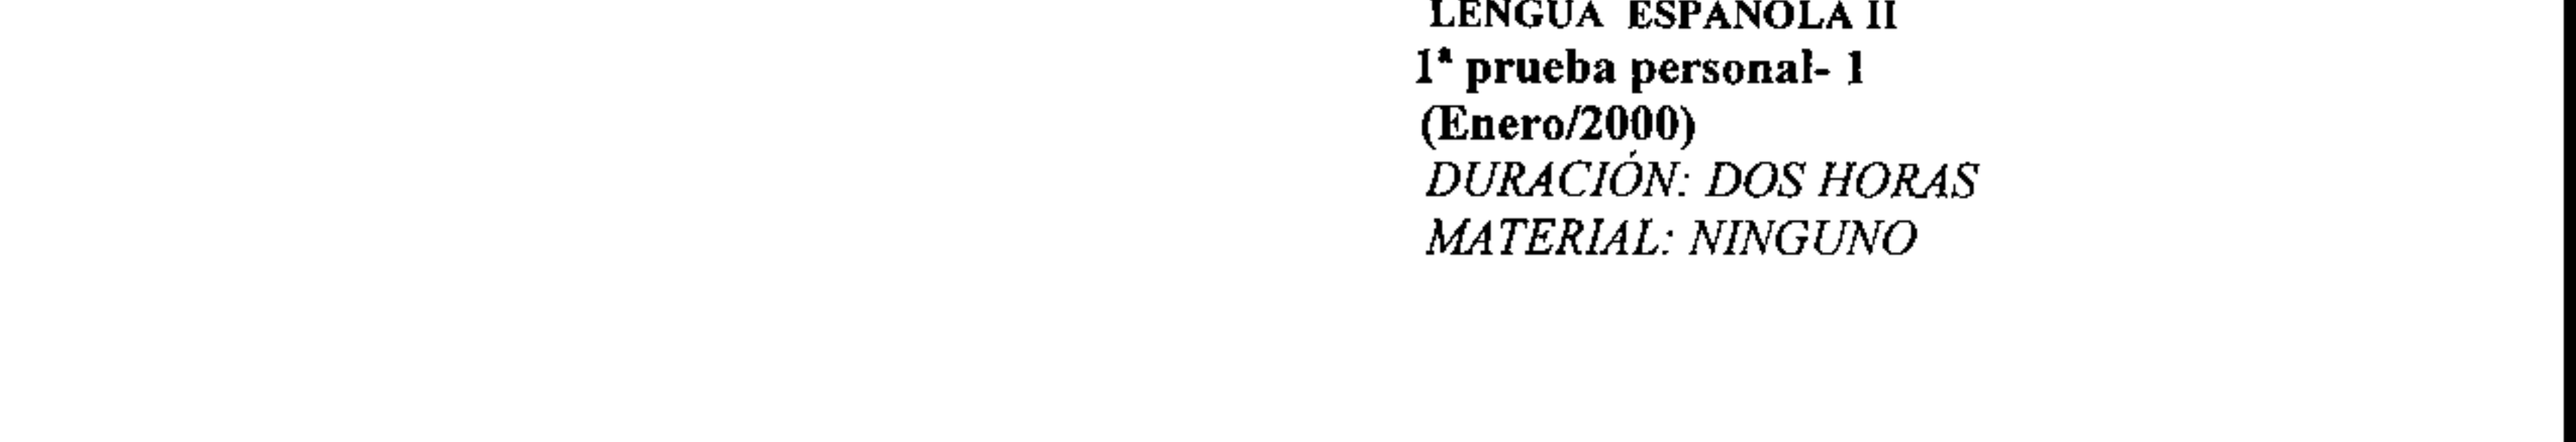 LENGUA ESPAÑOLA II
1ª prueba personal- 1
(Enero/2000)
DURACIÓN: DOS HORAS
MATERIAL: NINGUNO